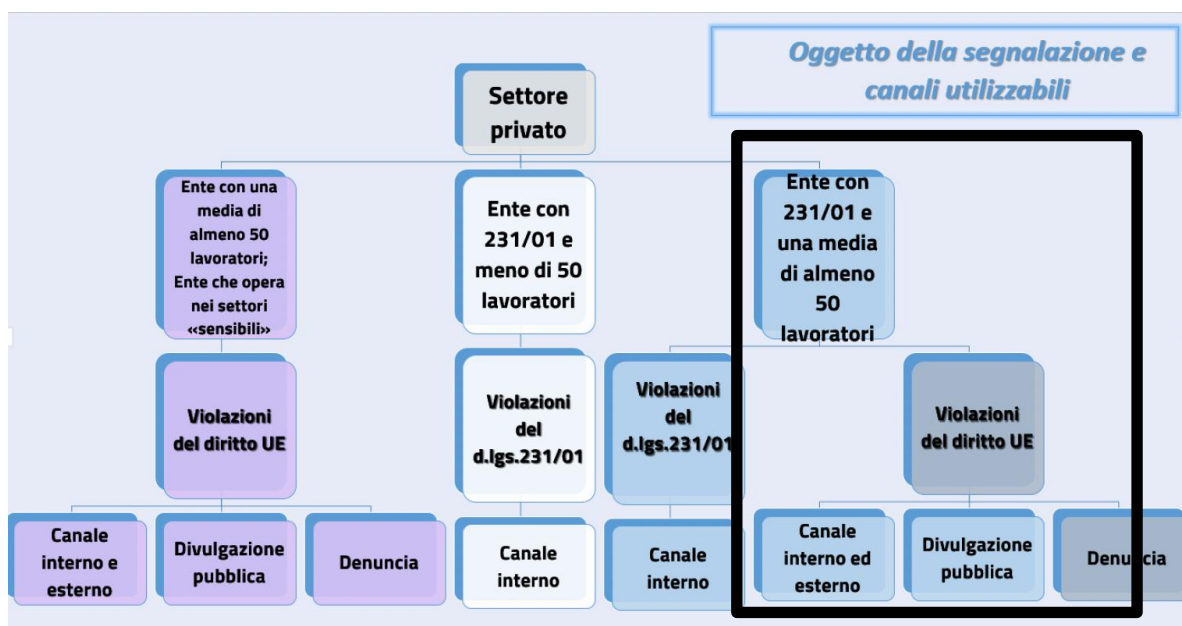 Oggetto della segnalazione e
canali utilizzabili
Settore
privato
Ente con una
media di
almeno 50
lavoratori;
Ente che opera
nei settori
«sensibili»
Ente con
231/01 e
meno di 50
lavoratori
Ente con
231/01 e
una media
di almeno
50
lavoratori
Violazioni
del diritto UE
Violazioni
del
d.lgs.231/01
Violazioni
del
d.lgs.231/01
Violazioni
del diritto UE
Canale
interno e
esterno
Divulgazione
pubblica
Denuncia
Canale
interno
Canale
interno
Canale
interno ed
esterno
Divulgazione
pubblica
Denuncia